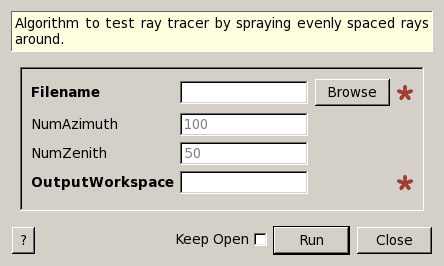 Algorithm to test ray tracer by spraying evenly spaced rays
around.
Filename
Browse *
NumAzimuth 100
NumZenith 50
OutputWorkspace *
? Keep Open Run Close